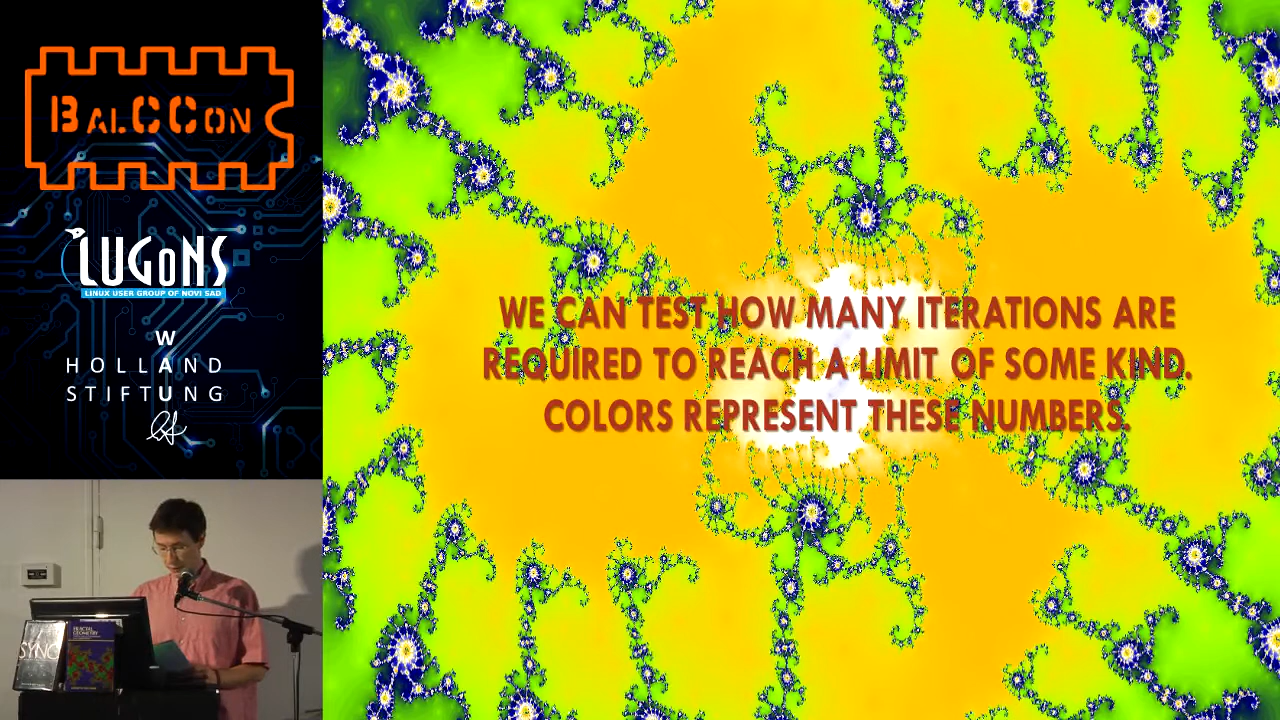 BALCCON
LUGONS
LINUX USER GROUP OF NOVI SAD
W
HOLLAND
U
STIFTUNG
WE CAN TEST HOW MANY ITERATIONS ARE
REQUIRED TO REACH A LIMIT OF SOME KIND.
COLORS REPRESENT THESE NUMBERS.
SYNC
FRACTAL
GEOMETRY